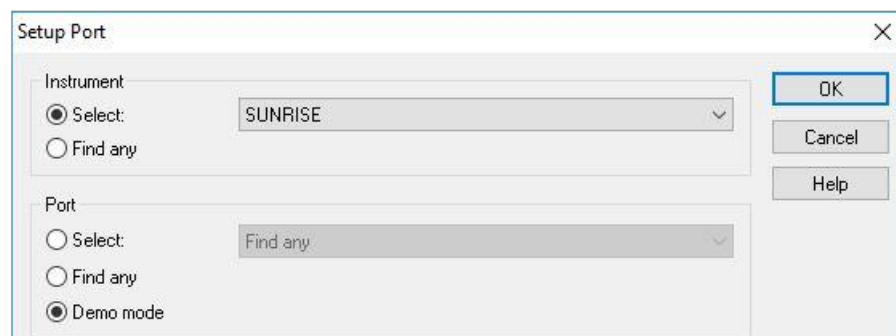 Setup Port
Instrument
Select:
SUNRISE
Find any
OK
Cancel
Help
Port
Select:
Find any
Find any
Demo mode